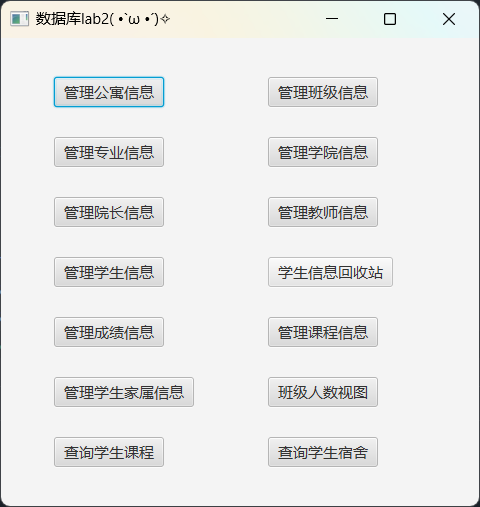 数据库lab2( •`ω •´)✧
管理公寓信息 管理班级信息
管理专业信息 管理学院信息
管理院长信息 管理教师信息
管理学生信息 学生信息回收站
管理成绩信息 管理课程信息
管理学生家属信息 班级人数视图
查询学生课程 查询学生宿舍